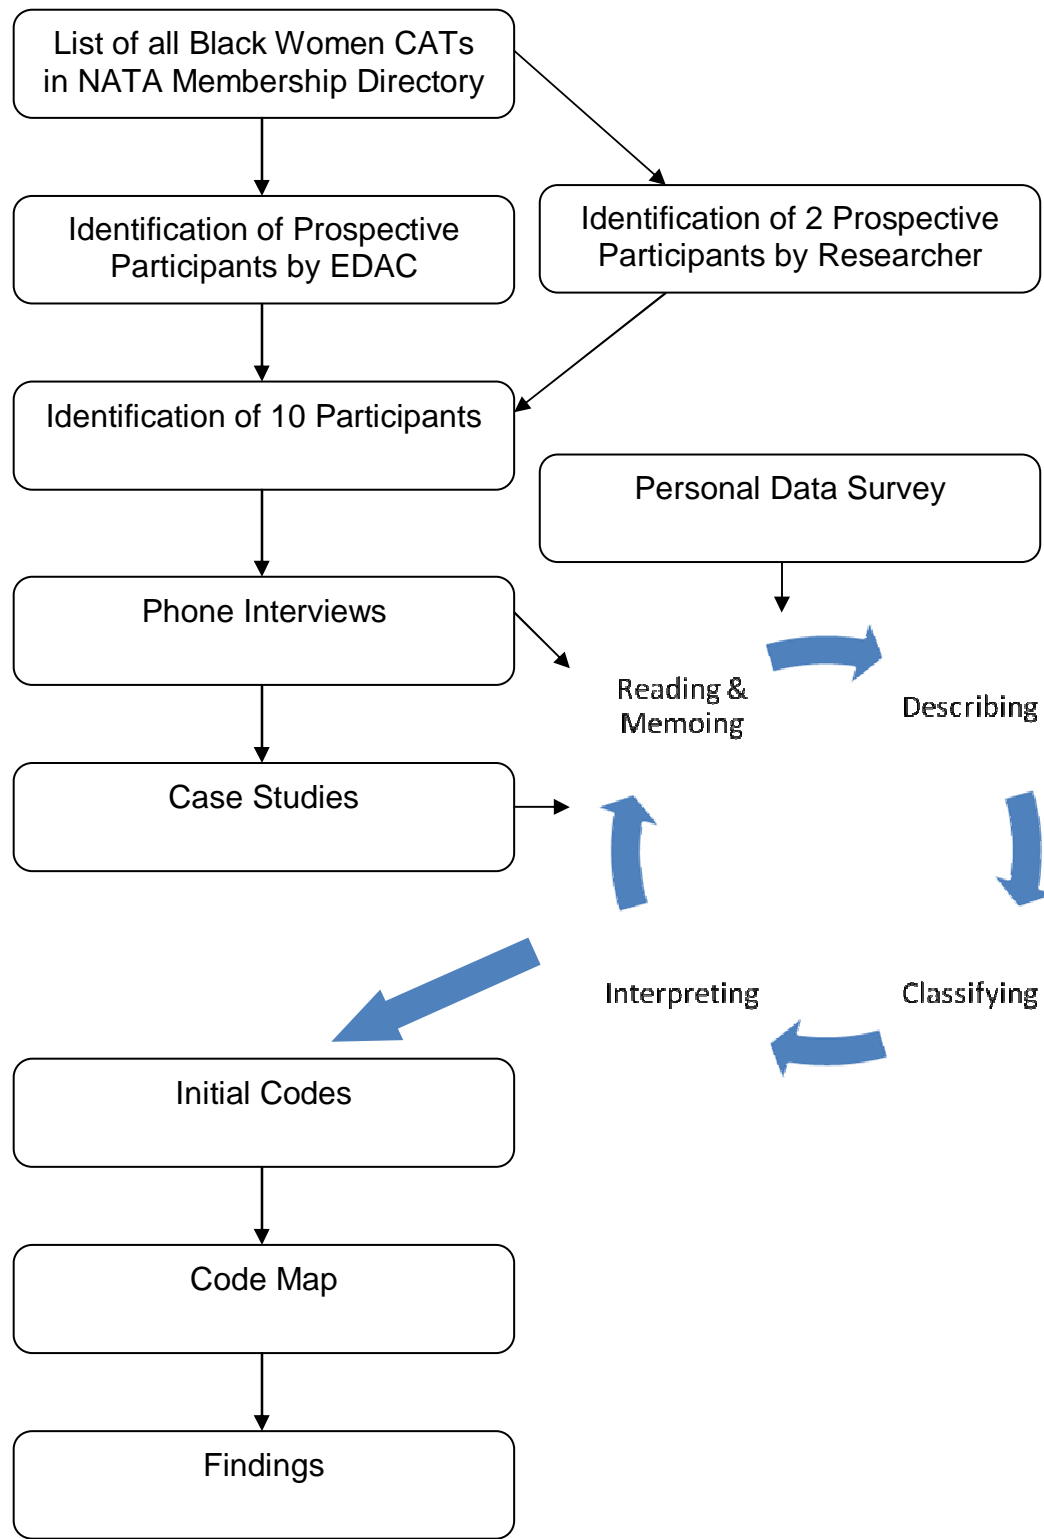 List of all Black Women CATs
in NATA Membership Directory
Identification of Prospective
Participants by EDAC
Identification of 2 Prospective
Participants by Researcher
Identification of 10 Participants
Personal Data Survey
Phone Interviews
Reading &
Memoing
Describing
Case Studies
Interpreting
Classifying
Initial Codes
Code Map
Findings